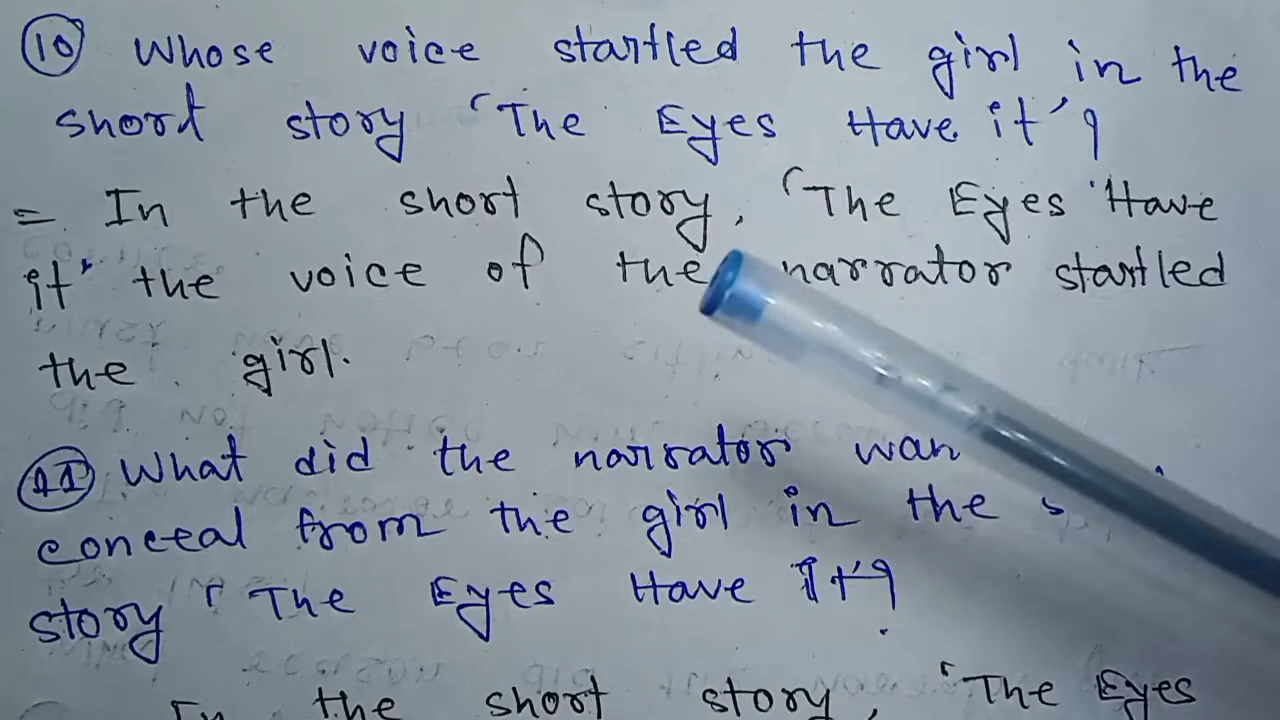 10 Whose voice startled the girl in the
short story 'The Eyes Have it'?
= In the short story, 'The Eyes Have
it' the voice of the narrator startled
the girl.
11 What did the narrator wan
conceal from the girl in the s
story 'The Eyes Have It'?
In the short story, 'The Eyes